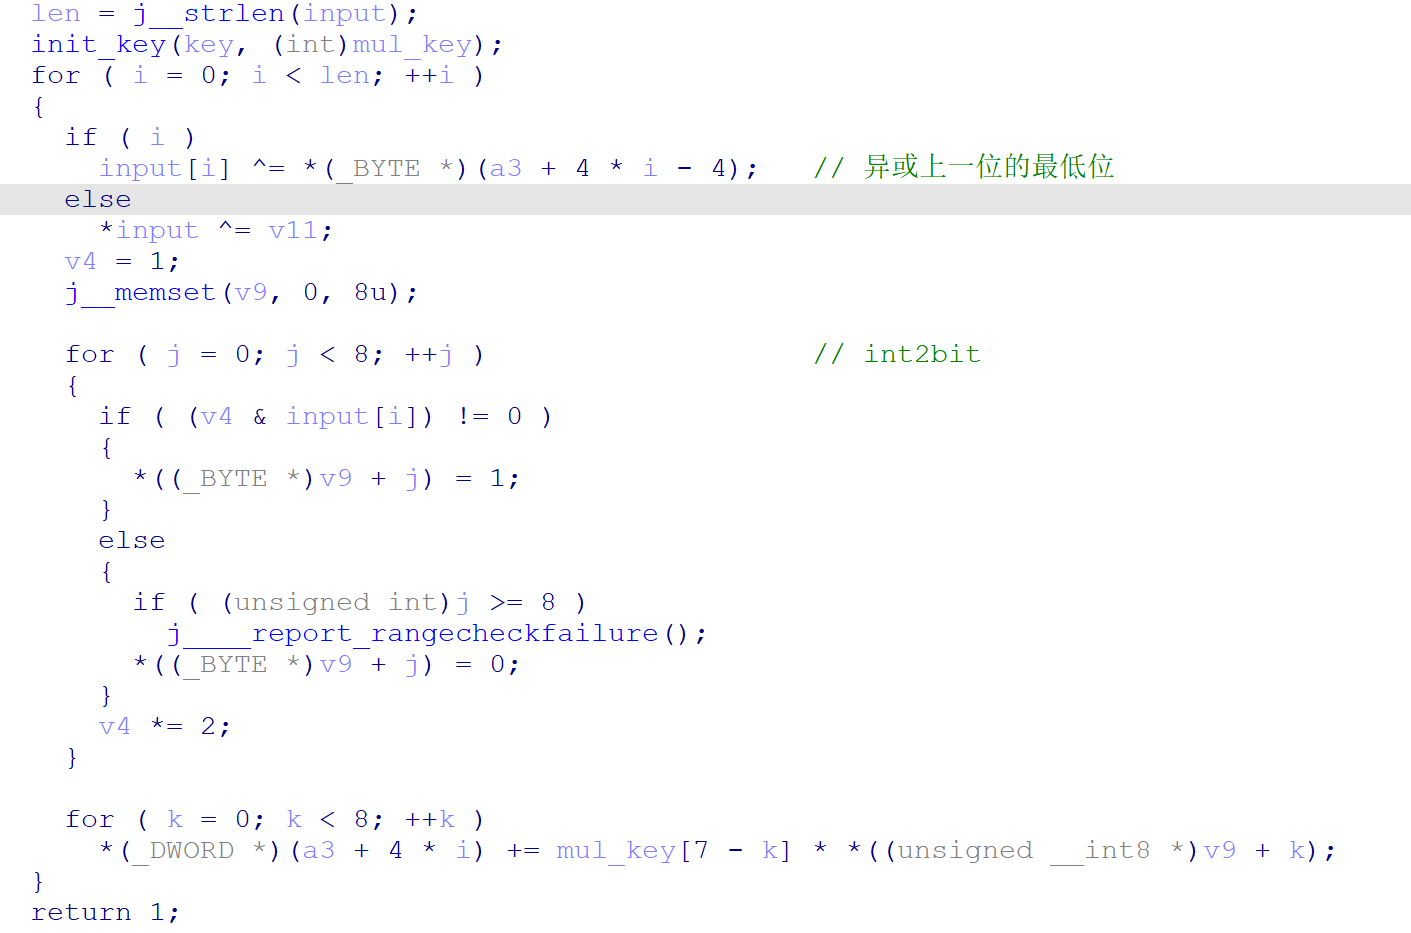 len = j__strlen(input);
init_key(key, (int)mul_key);
for ( i = 0; i < len; ++i )
{
  if ( i )
    input[i] ^= *(_BYTE *)(a3 + 4 * i - 4);   // 异或上一位的最低位
  else
    *input ^= v11;
  v4 = 1;
  j__memset(v9, 0, 8u);
  for ( j = 0; j < 8; ++j )                    // int2bit
  {
    if ( (v4 & input[i]) != 0 )
    {
      *((_BYTE *)v9 + j) = 1;
    }
    else
    {
      if ( (unsigned int)j >= 8 )
        j____report_rangecheckfailure();
      *((_BYTE *)v9 + j) = 0;
    }
    v4 *= 2;
  }
  for ( k = 0; k < 8; ++k )
    *(_DWORD *)(a3 + 4 * i) += mul_key[7 - k] * *((unsigned __int8 *)v9 + k);
}
return 1;